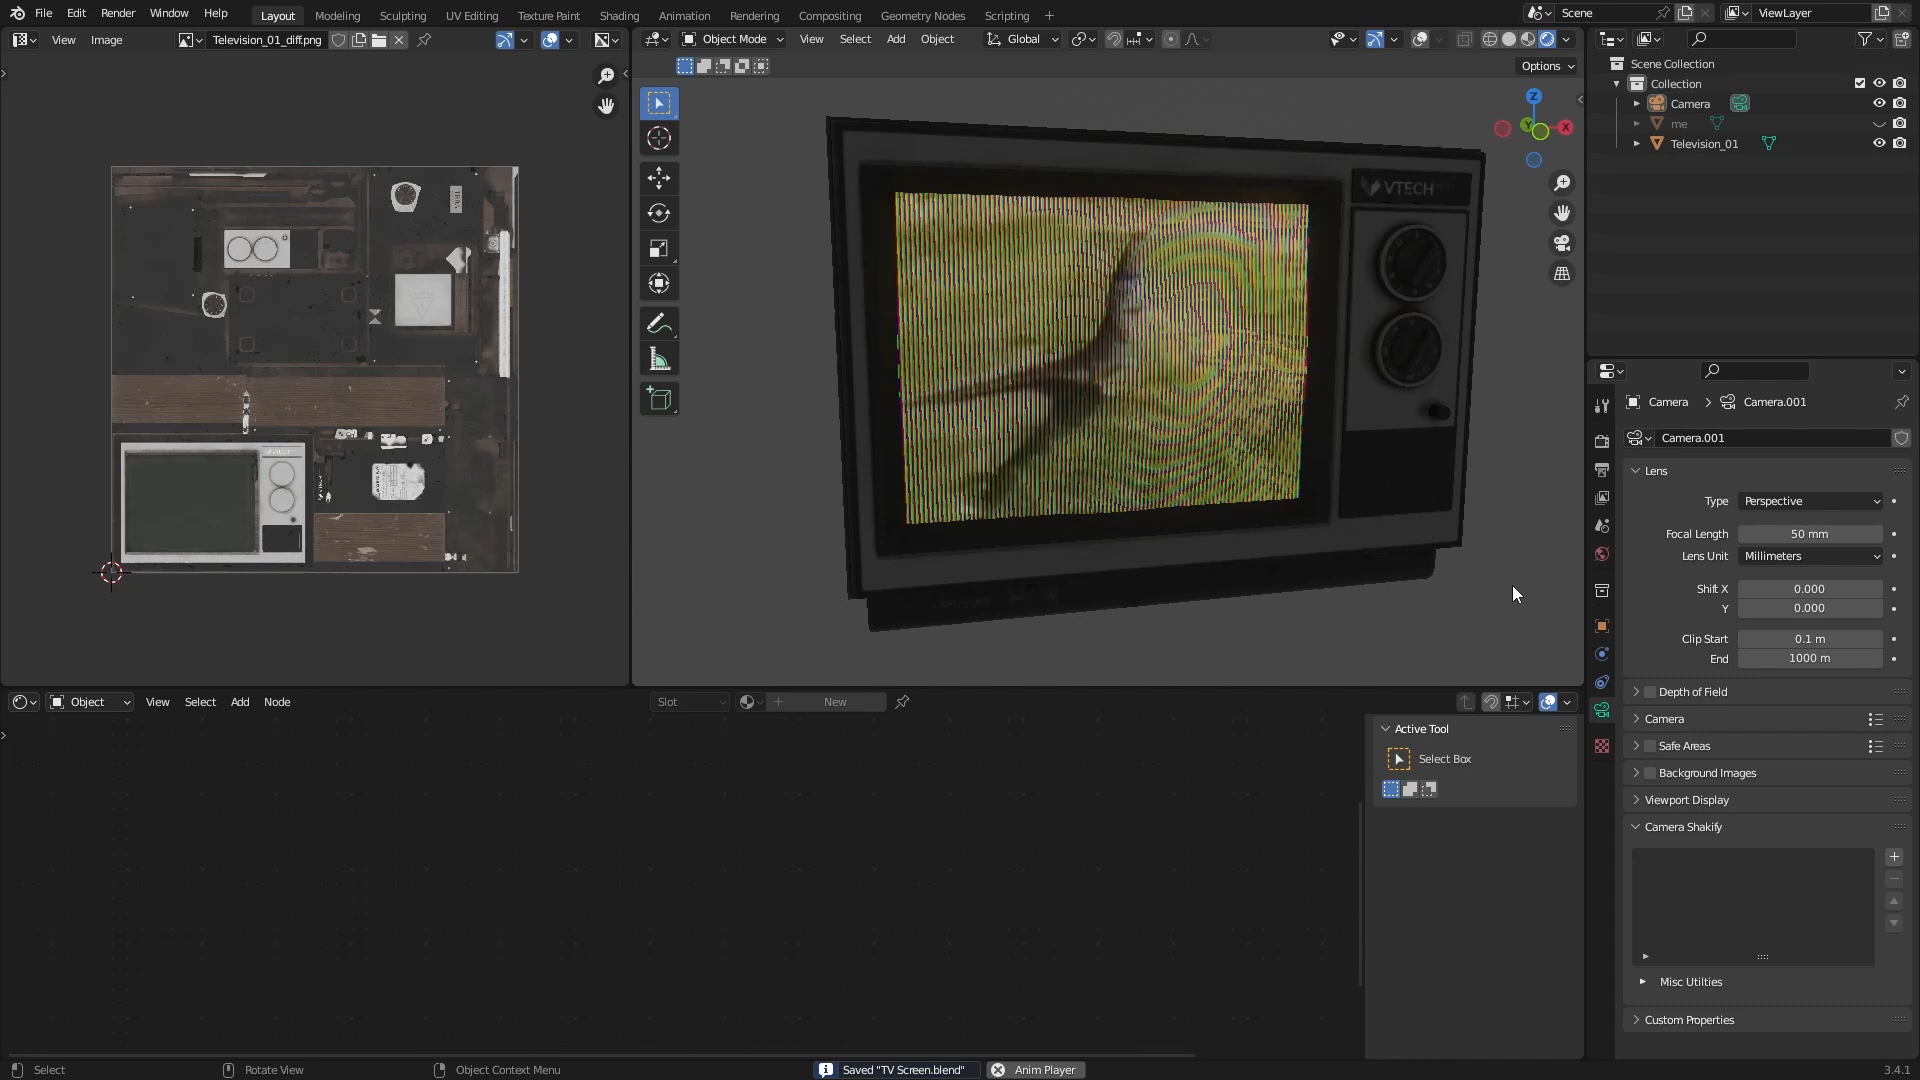 File Edit Render Window Help Layout Modeling Sculpting UV Editing Texture Paint Shading Animation Rendering Compositing Geometry Nodes Scripting + Scene ViewLayer
View Image Television_01_diff.png
Object Mode View Select Add Object Global
Options
Z
Y
X
VTECH
Scene Collection
Collection
Camera
me
Television_01
Camera Camera.001
Camera.001
Lens
Type Perspective
Focal Length 50 mm
Lens Unit Millimeters
Shift X 0.000
Y 0.000
Clip Start 0.1 m
End 1000 m
Depth of Field
Camera
Safe Areas
Background Images
Viewport Display
Camera Shakify
Misc Utilties
Custom Properties
Object View Select Add Node Slot New
Active Tool
Select Box
Select Rotate View Object Context Menu Saved "TV Screen.blend" Anim Player 3.4.1